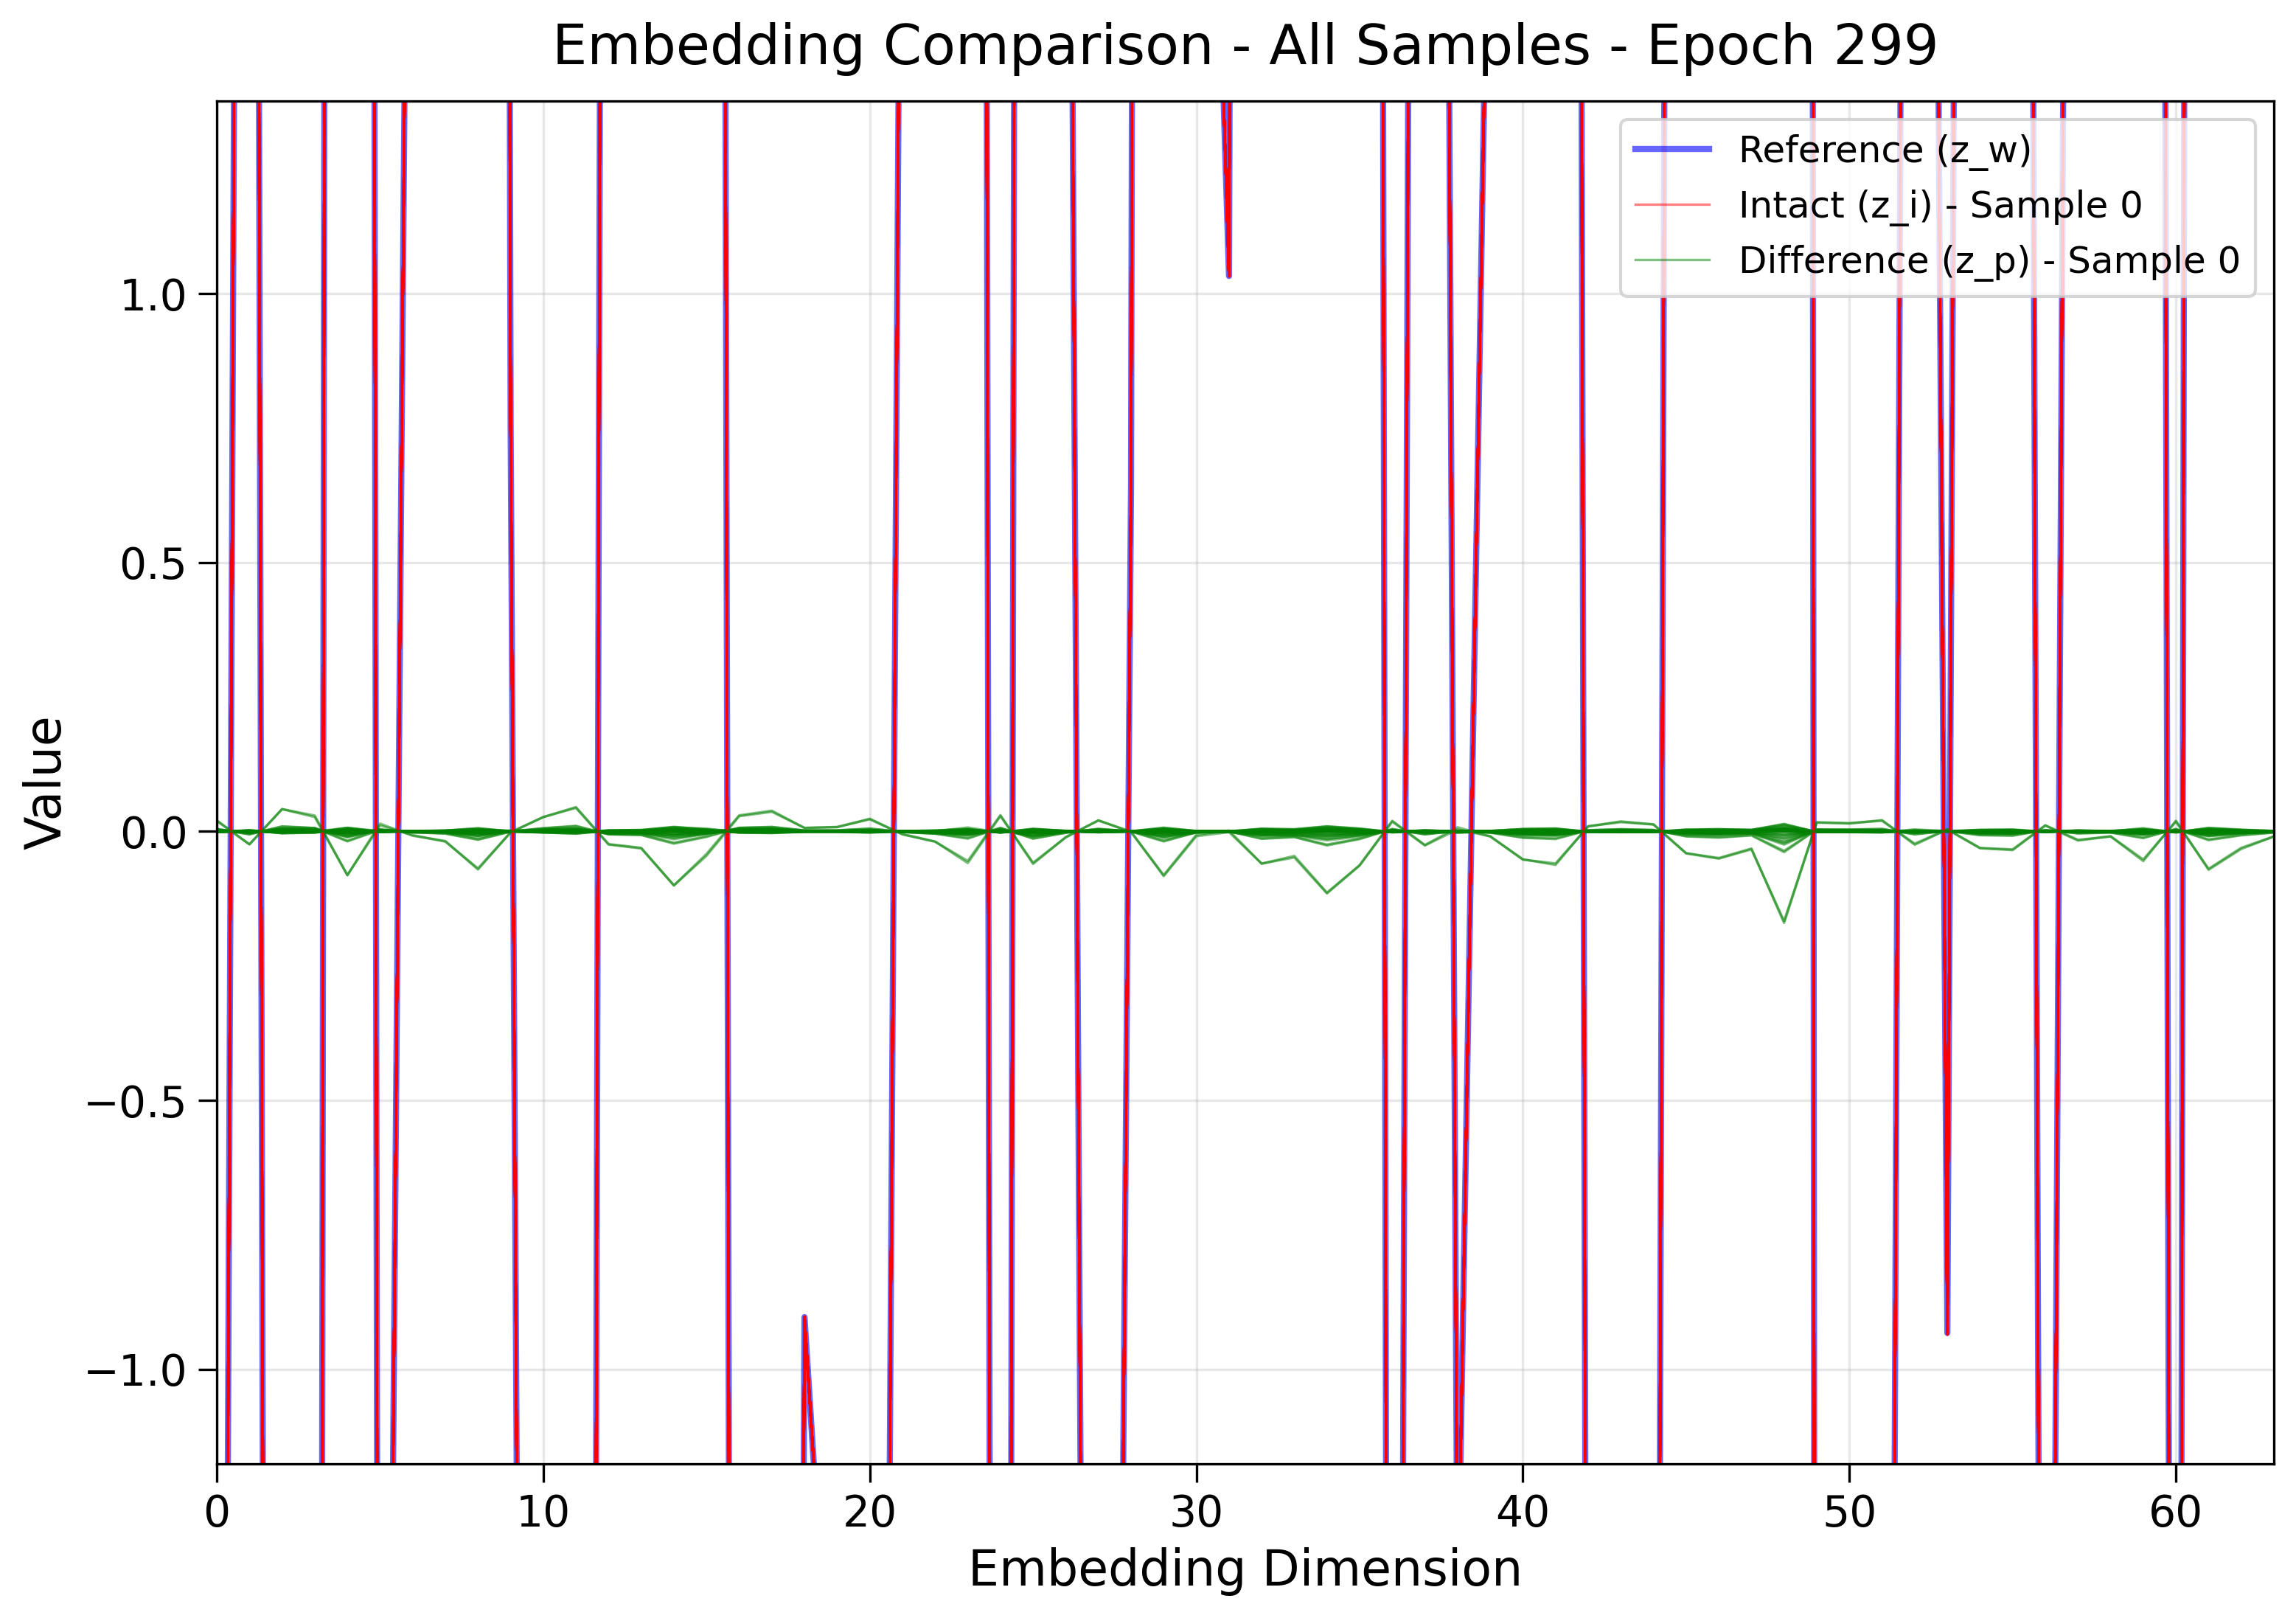 Embedding Comparison - All Samples - Epoch 299
Reference (z_w)
Intact (z_i) - Sample 0
Difference (z_p) - Sample 0
1.0
0.5
0.0
−0.5
−1.0
Value
0 10 20 30 40 50 60
Embedding Dimension